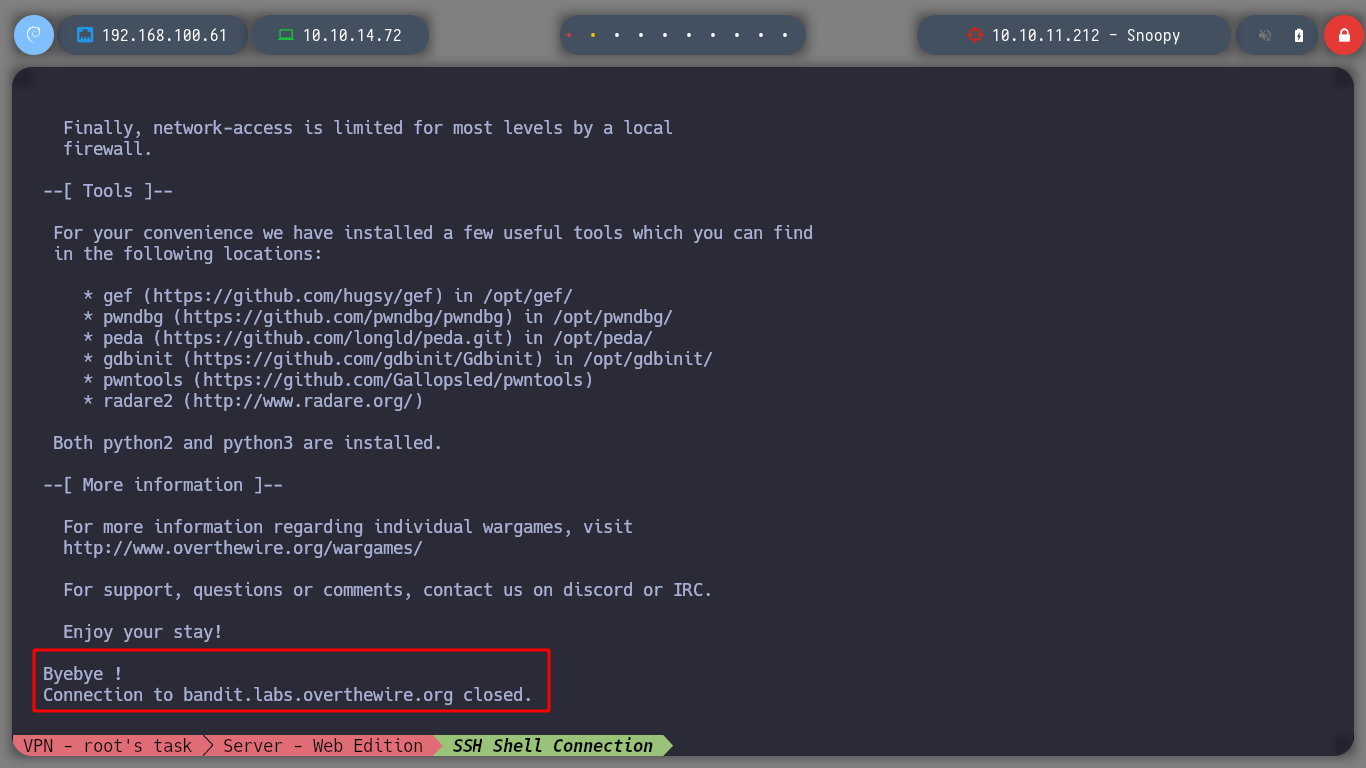 192.168.100.61 10.10.14.72 10.10.11.212 - Snoopy
Finally, network-access is limited for most levels by a local
firewall.
--[ Tools ]--
For your convenience we have installed a few useful tools which you can find
in the following locations:
* gef (https://github.com/hugsy/gef) in /opt/gef/
* pwndbg (https://github.com/pwndbg/pwndbg) in /opt/pwndbg/
* peda (https://github.com/longld/peda.git) in /opt/peda/
* gdbinit (https://github.com/gdbinit/Gdbinit) in /opt/gdbinit/
* pwntools (https://github.com/Gallopsled/pwntools)
* radare2 (http://www.radare.org/)
Both python2 and python3 are installed.
--[ More information ]--
For more information regarding individual wargames, visit
http://www.overthewire.org/wargames/
For support, questions or comments, contact us on discord or IRC.
Enjoy your stay!
Byebye !
Connection to bandit.labs.overthewire.org closed.
VPN - root's task Server - Web Edition SSH Shell Connection